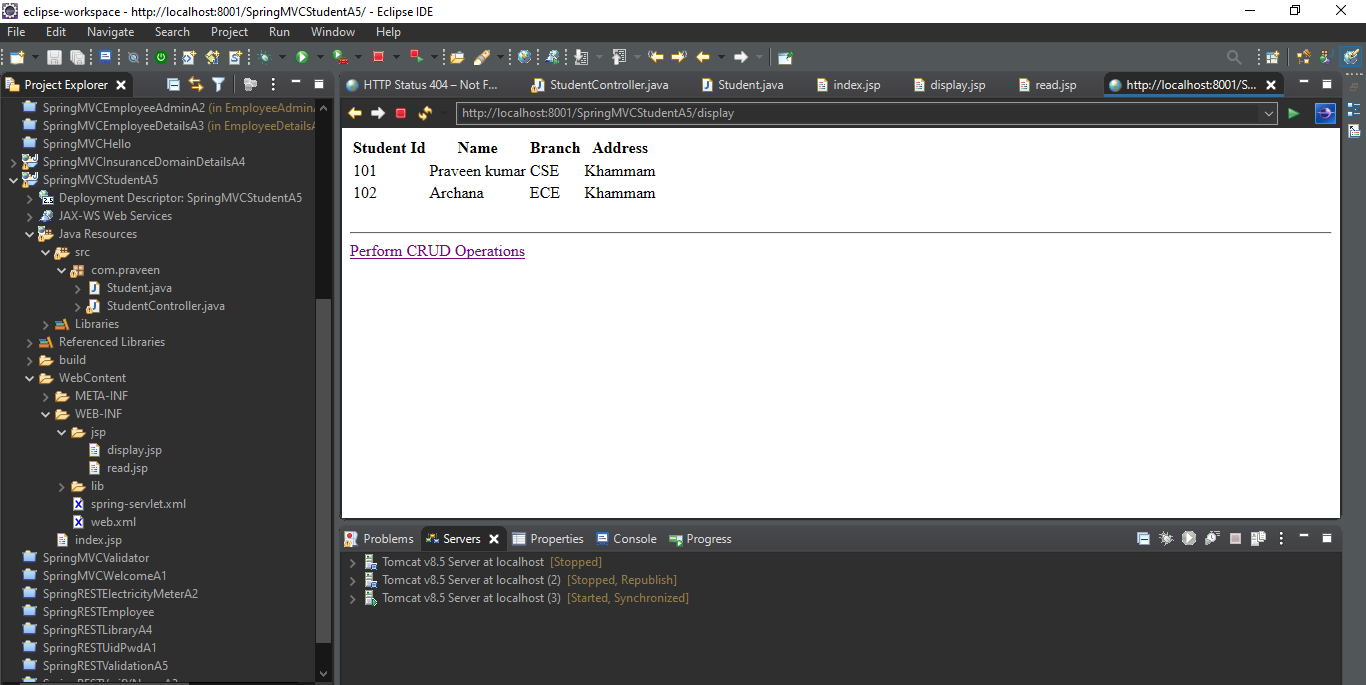 eclipse-workspace - http://localhost:8001/SpringMVCStudentA5/ - Eclipse IDE
File Edit Navigate Search Project Run Window Help
Project Explorer
SpringMVCEmployeeAdminA2 (in EmployeeAdmin
SpringMVCEmployeeDetailsA3 (in EmployeeDetails
SpringMVCHello
SpringMVCInsuranceDomainDetailsA4
SpringMVCStudentA5
Deployment Descriptor: SpringMVCStudentA5
JAX-WS Web Services
Java Resources
src
com.praveen
Student.java
StudentController.java
Libraries
Referenced Libraries
build
WebContent
META-INF
WEB-INF
jsp
display.jsp
read.jsp
lib
spring-servlet.xml
web.xml
index.jsp
SpringMVCValidator
SpringMVCWelcomeA1
SpringRESTElectricityMeterA2
SpringRESTEmployee
SpringRESTLibraryA4
SpringRESTUidPwdA1
SpringRESTValidationA5
HTTP Status 404 – Not F... StudentController.java Student.java index.jsp display.jsp read.jsp http://localhost:8001/S...
http://localhost:8001/SpringMVCStudentA5/display
Student Id Name Branch Address
101 Praveen kumar CSE Khammam
102 Archana ECE Khammam
Perform CRUD Operations
Problems Servers Properties Console Progress
Tomcat v8.5 Server at localhost [Stopped]
Tomcat v8.5 Server at localhost (2) [Stopped, Republish]
Tomcat v8.5 Server at localhost (3) [Started, Synchronized]